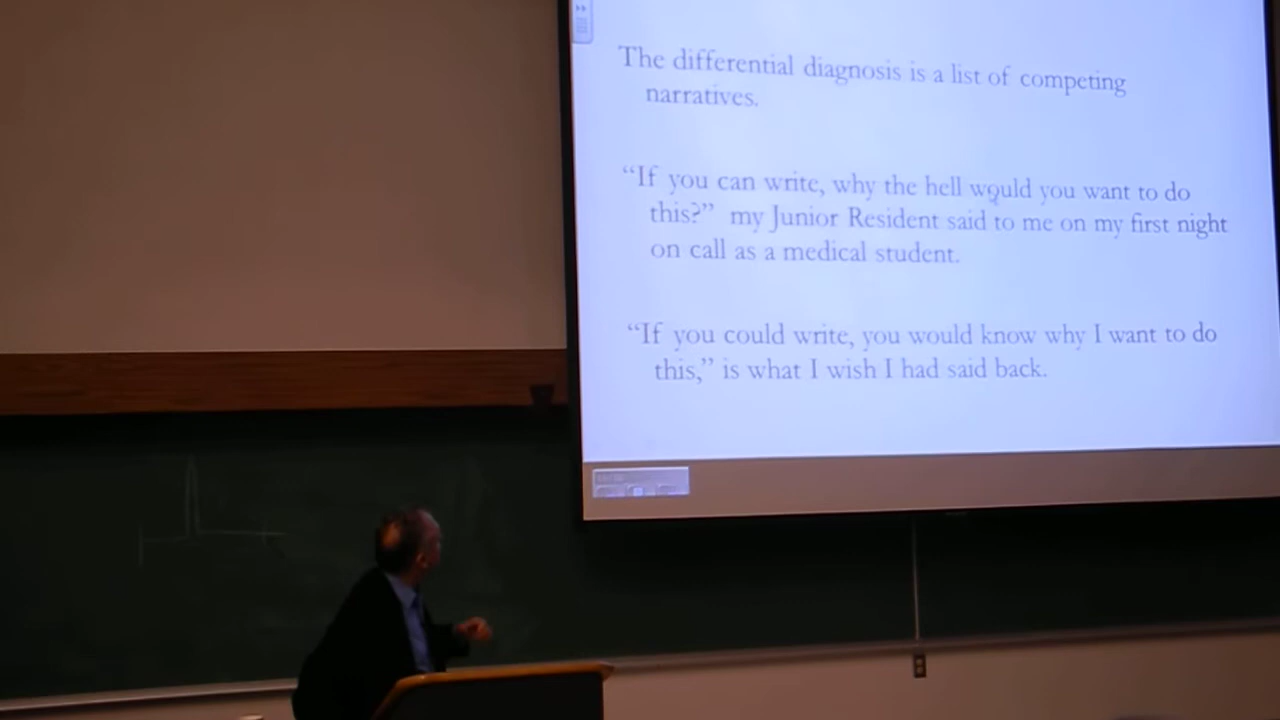 The differential diagnosis is a list of competing
narratives.
“If you can write, why the hell would you want to do
this?” my Junior Resident said to me on my first night
on call as a medical student.
“If you could write, you would know why I want to do
this,” is what I wish I had said back.